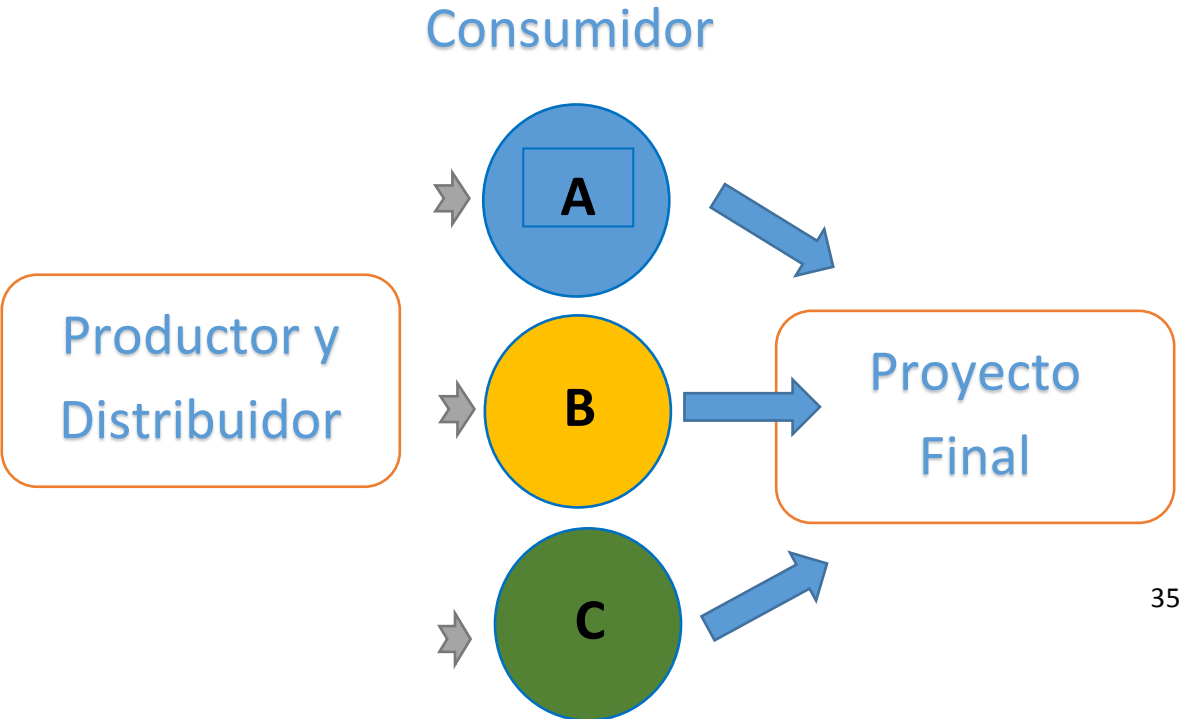 Consumidor
A
Productor y
Distribuidor
B
Proyecto
Final
C
35